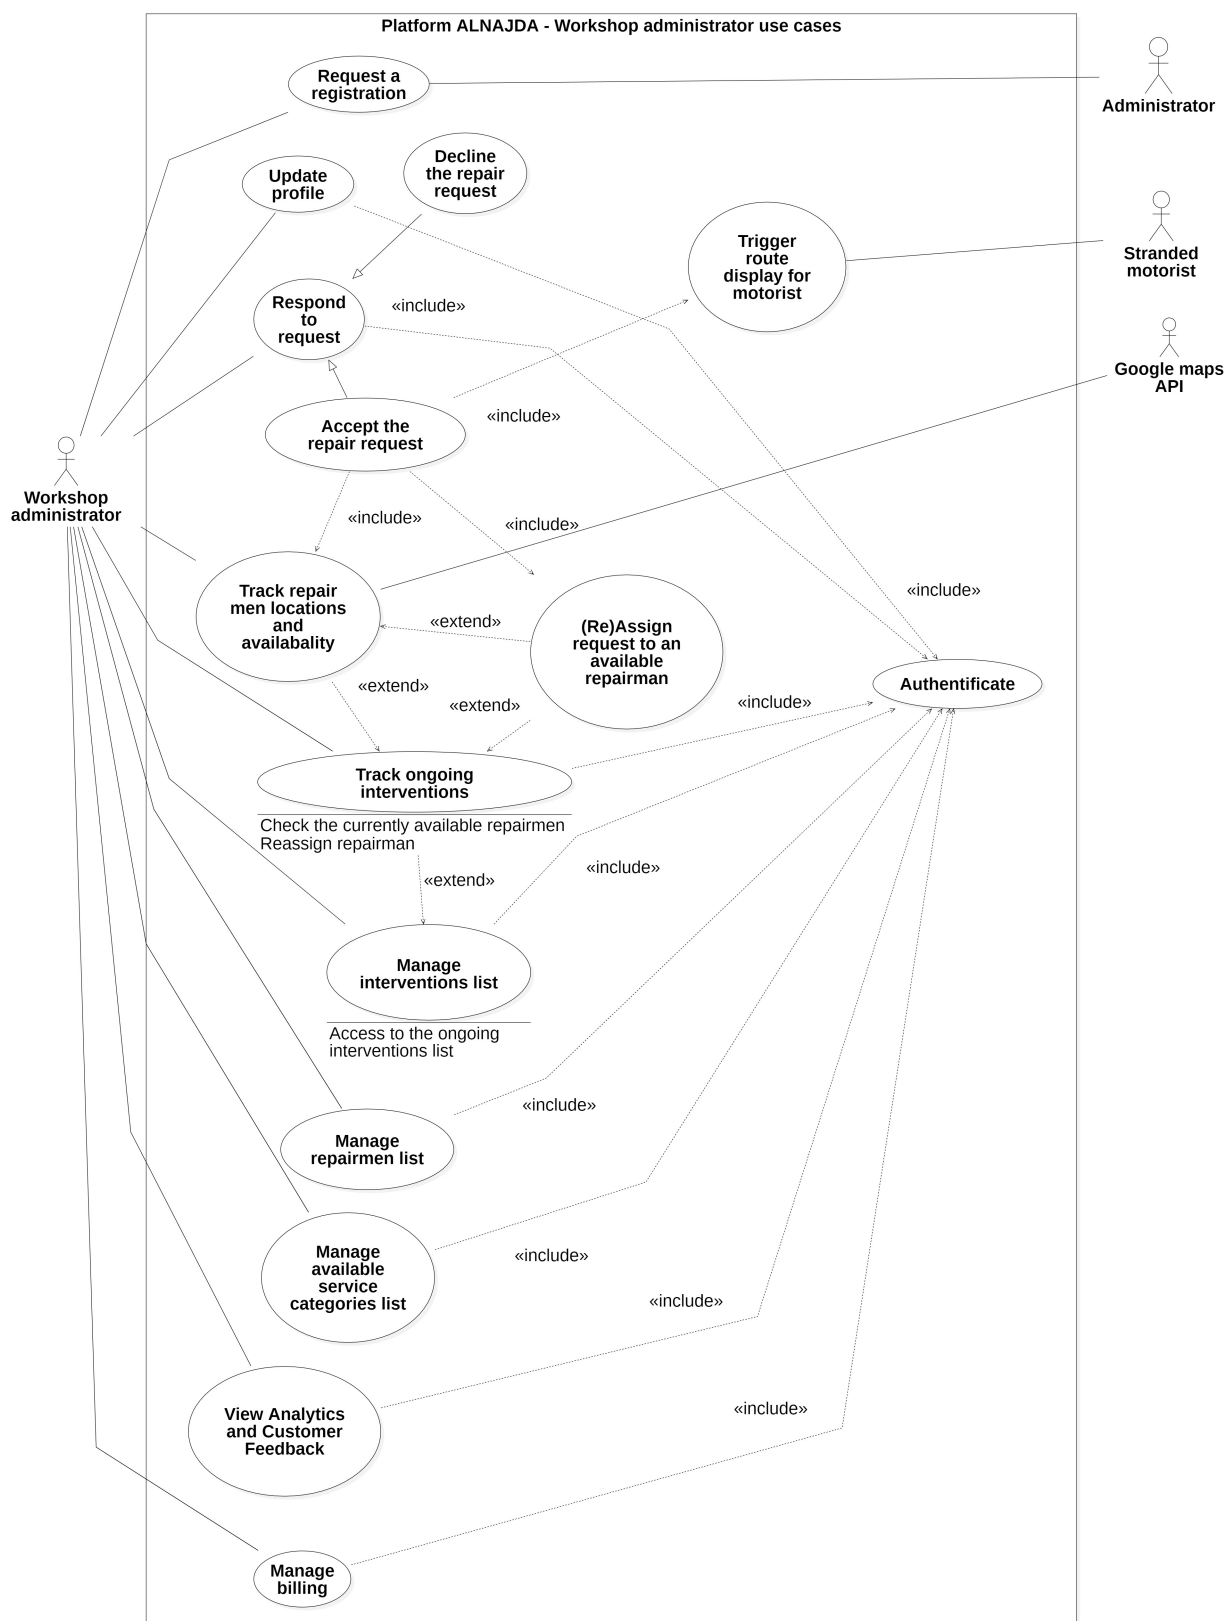 Platform ALNAJDA - Workshop administrator use cases
Request a
registration
Administrator
Decline
the repair
request
Update
profile
Trigger
route
display for
motorist
Stranded
motorist
Respond
to
request
«include»
Google maps
API
«include»
Accept the
repair request
Workshop
administrator
«include»
«include»
Track repair
men locations
and
availabality
«include»
«extend»
(Re)Assign
request to an
available
repairman
Authentificate
«extend»
«extend»
«include»
Track ongoing
interventions
Check the currently available repairmen
Reassign repairman
«include»
«extend»
Manage
interventions list
Access to the ongoing
interventions list
«include»
Manage
repairmen list
Manage
available
service
categories list
«include»
«include»
View Analytics
and Customer
Feedback
«include»
Manage
billing